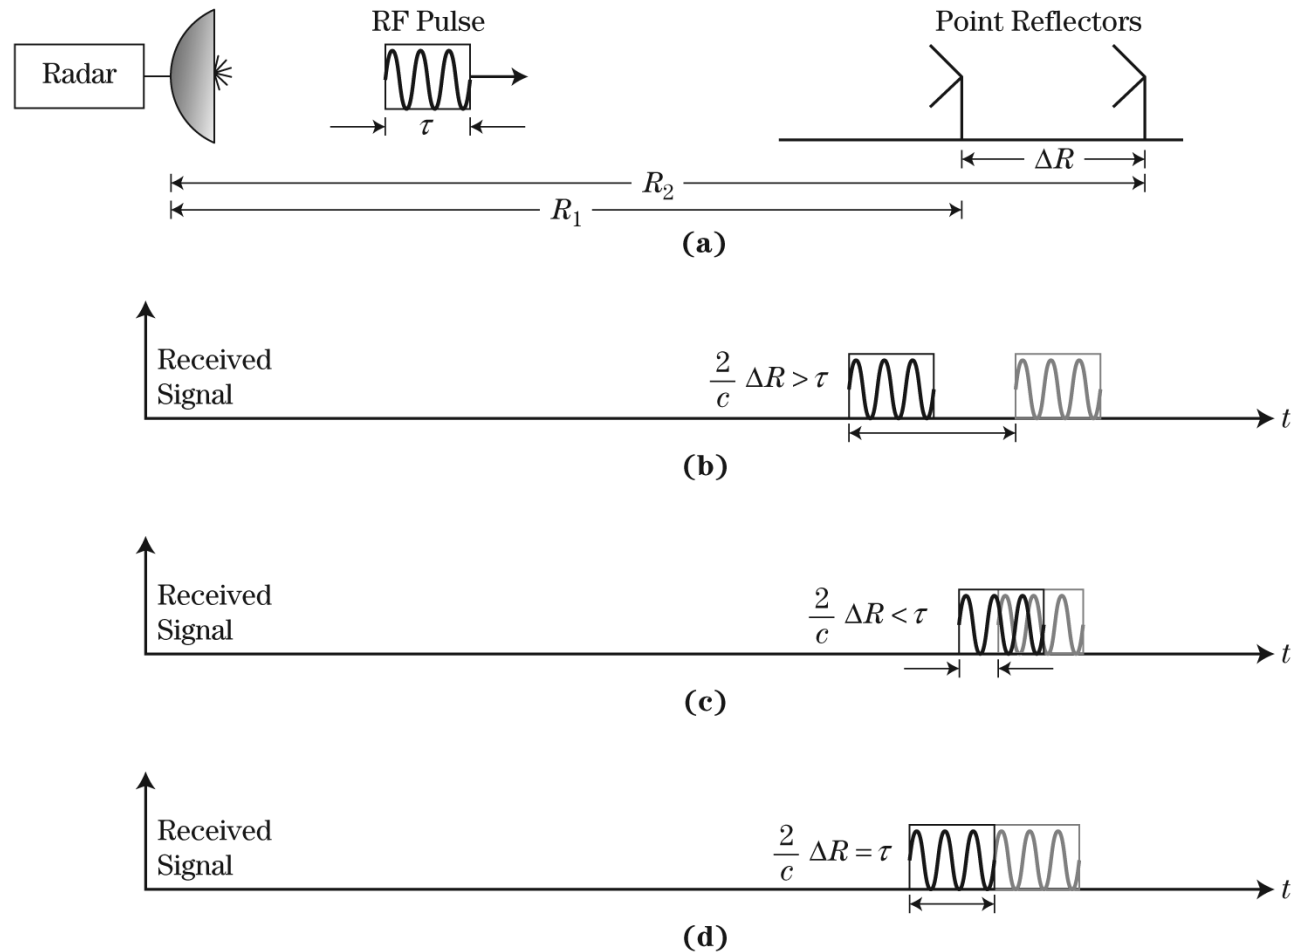 RF Pulse
Point Reflectors
Radar
τ
ΔR
R₂
R₁
(a)
Received
Signal
2/c ΔR > τ
t
(b)
Received
Signal
2/c ΔR < τ
t
(c)
Received
Signal
2/c ΔR = τ
t
(d)